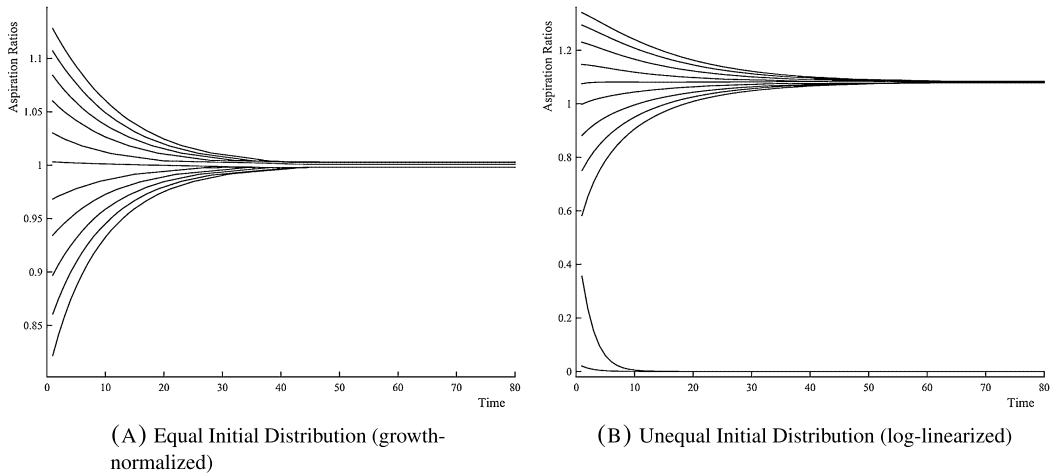 Aspiration Ratios
1.1
1.05
1
0.95
0.9
0.85
0 10 20 30 40 50 60 70 80
Time
(A) Equal Initial Distribution (growth-
normalized)
Aspiration Ratios
1.2
1
0.8
0.6
0.4
0.2
0
0 10 20 30 40 50 60 70 80
Time
(B) Unequal Initial Distribution (log-linearized)